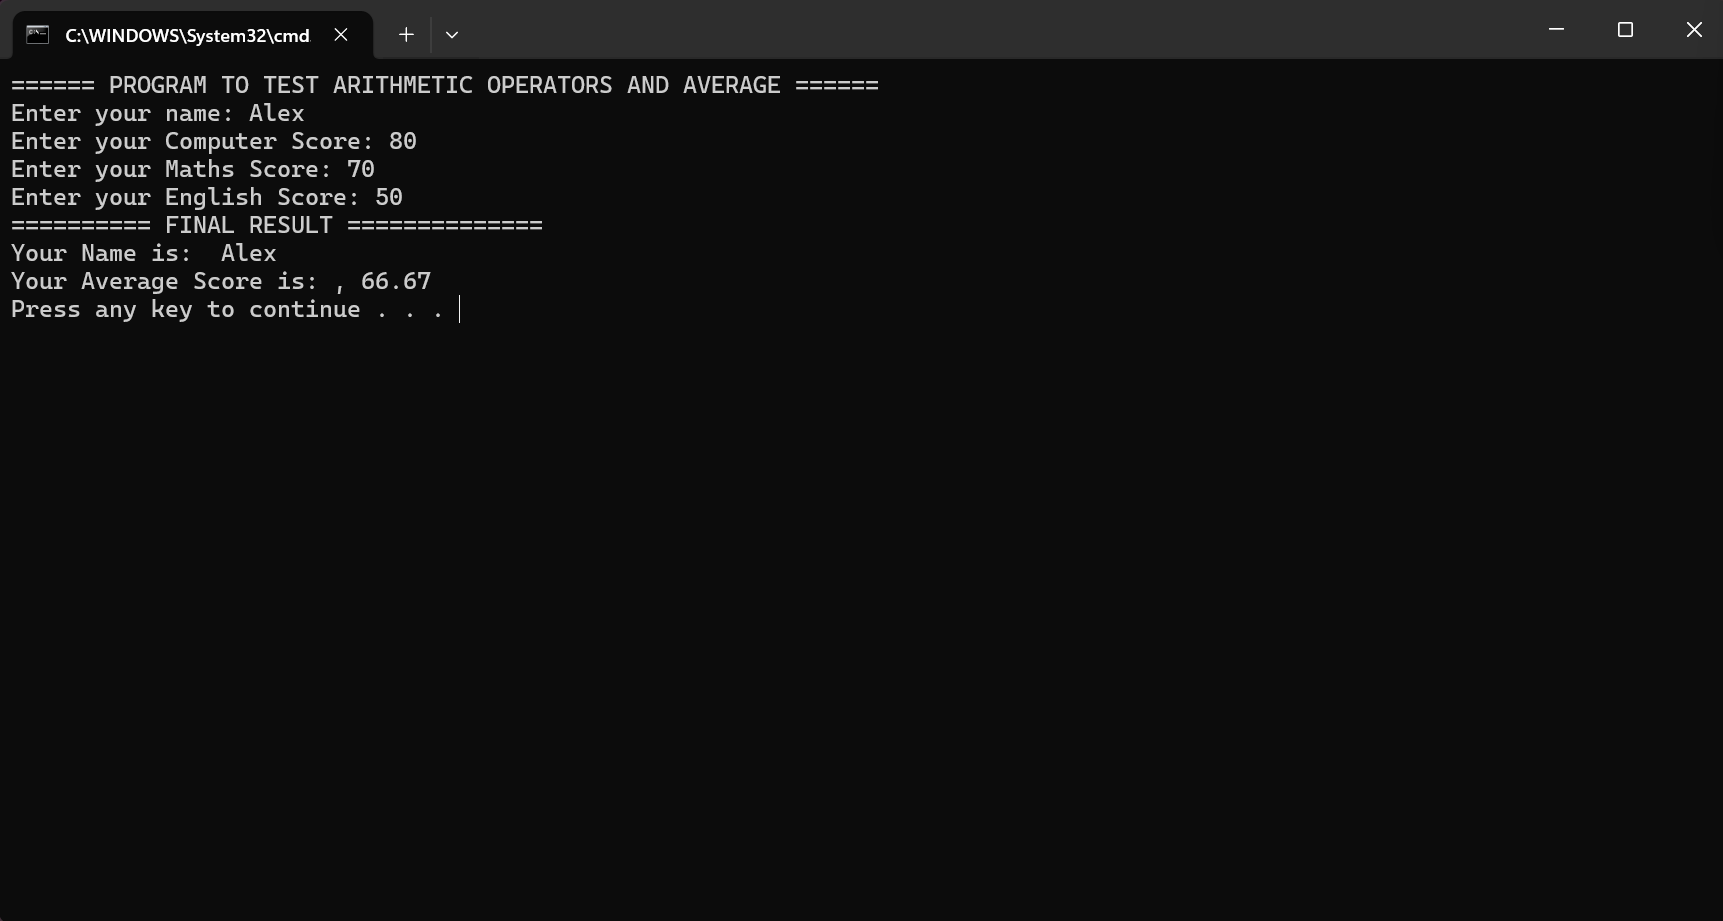 C:\WINDOWS\System32\cmd.
====== PROGRAM TO TEST ARITHMETIC OPERATORS AND AVERAGE ======
Enter your name: Alex
Enter your Computer Score: 80
Enter your Maths Score: 70
Enter your English Score: 50
========== FINAL RESULT ==============
Your Name is:  Alex
Your Average Score is: , 66.67
Press any key to continue . . .